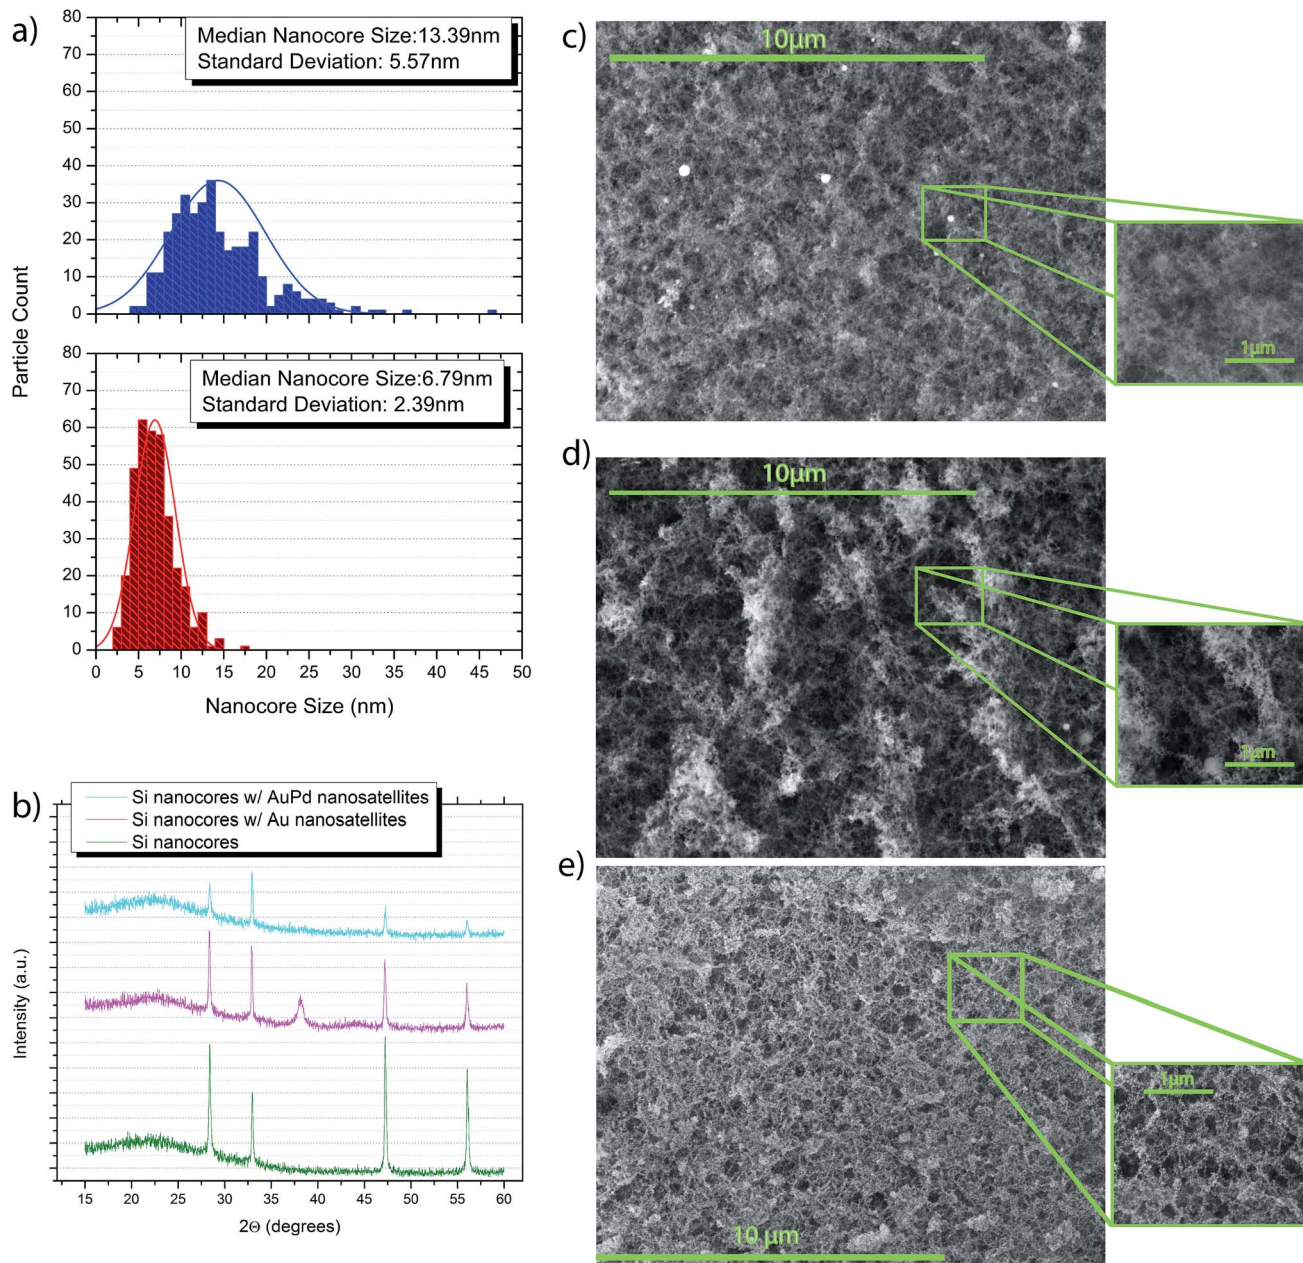 a)
80
70
60
50
40
30
20
10
0
Median Nanocore Size:13.39nm
Standard Deviation: 5.57nm
80
70
60
50
40
30
20
10
0
Median Nanocore Size:6.79nm
Standard Deviation: 2.39nm
0 5 10 15 20 25 30 35 40 45 50
Nanocore Size (nm)
Particle Count
b)
Si nanocores w/ AuPd nanosatellites
Si nanocores w/ Au nanosatellites
Si nanocores
Intensity (a.u.)
15 20 25 30 35 40 45 50 55 60
2Θ (degrees)
c)
10µm
1µm
d)
10µm
1µm
e)
1µm
10 µm